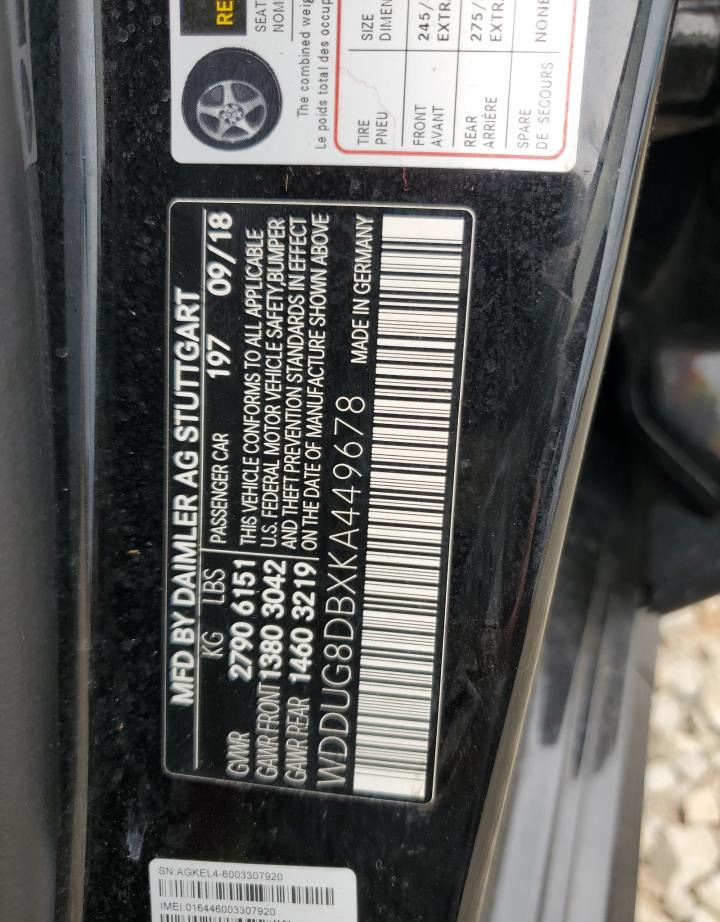 RE
SEAT
NOM
The combined weig
Le poids total des occup
TIRE SIZE
PNEU DIMEN
FRONT 245/
AVANT EXTR
REAR 275/
ARRIÈRE EXTR
SPARE NONE
DE SECOURS
MFD BY DAIMLER AG STUTTGART
KG LBS PASSENGER CAR 197 09/18
GVWR 2790 6151 THIS VEHICLE CONFORMS TO ALL APPLICABLE
GAWR FRONT 1380 3042 U.S. FEDERAL MOTOR VEHICLE SAFETY,BUMPER
GAWR REAR 1460 3219 AND THEFT PREVENTION STANDARDS IN EFFECT
ON THE DATE OF MANUFACTURE SHOWN ABOVE
WDDUG8DBXKA449678 MADE IN GERMANY
SN:AGKEL4-6003307920
IMEI:016446003307920